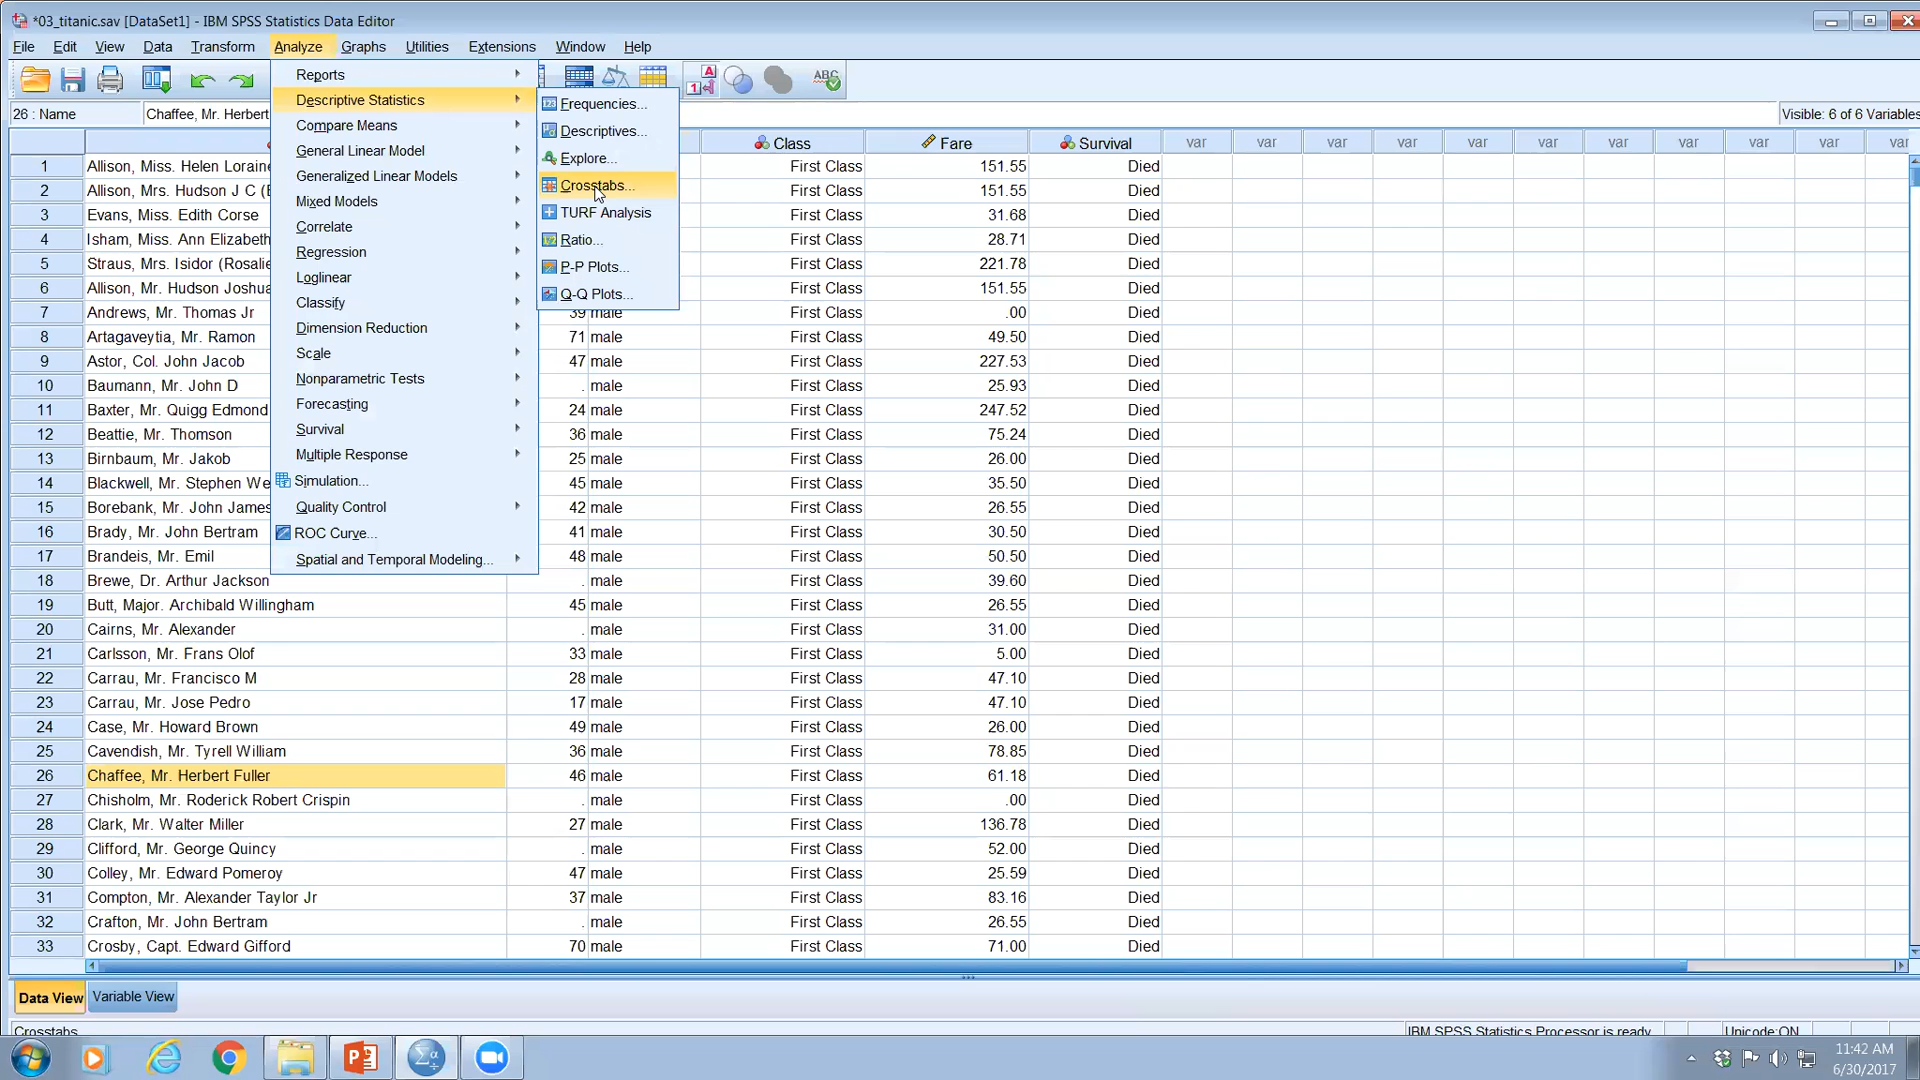 *03_titanic.sav [DataSet1] - IBM SPSS Statistics Data Editor
File Edit View Data Transform Analyze Graphs Utilities Extensions Window Help
26 : Name Chaffee, Mr. Herbert Visible: 6 of 6 Variables
Reports
Descriptive Statistics
Compare Means
General Linear Model
Generalized Linear Models
Mixed Models
Correlate
Regression
Loglinear
Classify
Dimension Reduction
Scale
Nonparametric Tests
Forecasting
Survival
Multiple Response
Simulation...
Quality Control
ROC Curve...
Spatial and Temporal Modeling...
Frequencies...
Descriptives...
Explore...
Crosstabs...
TURF Analysis
Ratio...
P-P Plots...
Q-Q Plots...
Class Fare Survival var var var var var var var var var var var
1 Allison, Miss. Helen Loraine First Class 151.55 Died
2 Allison, Mrs. Hudson J C (B First Class 151.55 Died
3 Evans, Miss. Edith Corse First Class 31.68 Died
4 Isham, Miss. Ann Elizabeth First Class 28.71 Died
5 Straus, Mrs. Isidor (Rosalie First Class 221.78 Died
6 Allison, Mr. Hudson Joshua First Class 151.55 Died
7 Andrews, Mr. Thomas Jr 39 male First Class .00 Died
8 Artagaveytia, Mr. Ramon 71 male First Class 49.50 Died
9 Astor, Col. John Jacob 47 male First Class 227.53 Died
10 Baumann, Mr. John D . male First Class 25.93 Died
11 Baxter, Mr. Quigg Edmond 24 male First Class 247.52 Died
12 Beattie, Mr. Thomson 36 male First Class 75.24 Died
13 Birnbaum, Mr. Jakob 25 male First Class 26.00 Died
14 Blackwell, Mr. Stephen We 45 male First Class 35.50 Died
15 Borebank, Mr. John James 42 male First Class 26.55 Died
16 Brady, Mr. John Bertram 41 male First Class 30.50 Died
17 Brandeis, Mr. Emil 48 male First Class 50.50 Died
18 Brewe, Dr. Arthur Jackson . male First Class 39.60 Died
19 Butt, Major. Archibald Willingham 45 male First Class 26.55 Died
20 Cairns, Mr. Alexander . male First Class 31.00 Died
21 Carlsson, Mr. Frans Olof 33 male First Class 5.00 Died
22 Carrau, Mr. Francisco M 28 male First Class 47.10 Died
23 Carrau, Mr. Jose Pedro 17 male First Class 47.10 Died
24 Case, Mr. Howard Brown 49 male First Class 26.00 Died
25 Cavendish, Mr. Tyrell William 36 male First Class 78.85 Died
26 Chaffee, Mr. Herbert Fuller 46 male First Class 61.18 Died
27 Chisholm, Mr. Roderick Robert Crispin . male First Class .00 Died
28 Clark, Mr. Walter Miller 27 male First Class 136.78 Died
29 Clifford, Mr. George Quincy . male First Class 52.00 Died
30 Colley, Mr. Edward Pomeroy 47 male First Class 25.59 Died
31 Compton, Mr. Alexander Taylor Jr 37 male First Class 83.16 Died
32 Crafton, Mr. John Bertram . male First Class 26.55 Died
33 Crosby, Capt. Edward Gifford 70 male First Class 71.00 Died
Data View Variable View
Crosstabs IBM SPSS Statistics Processor is ready Unicode:ON
11:42 AM
6/30/2017